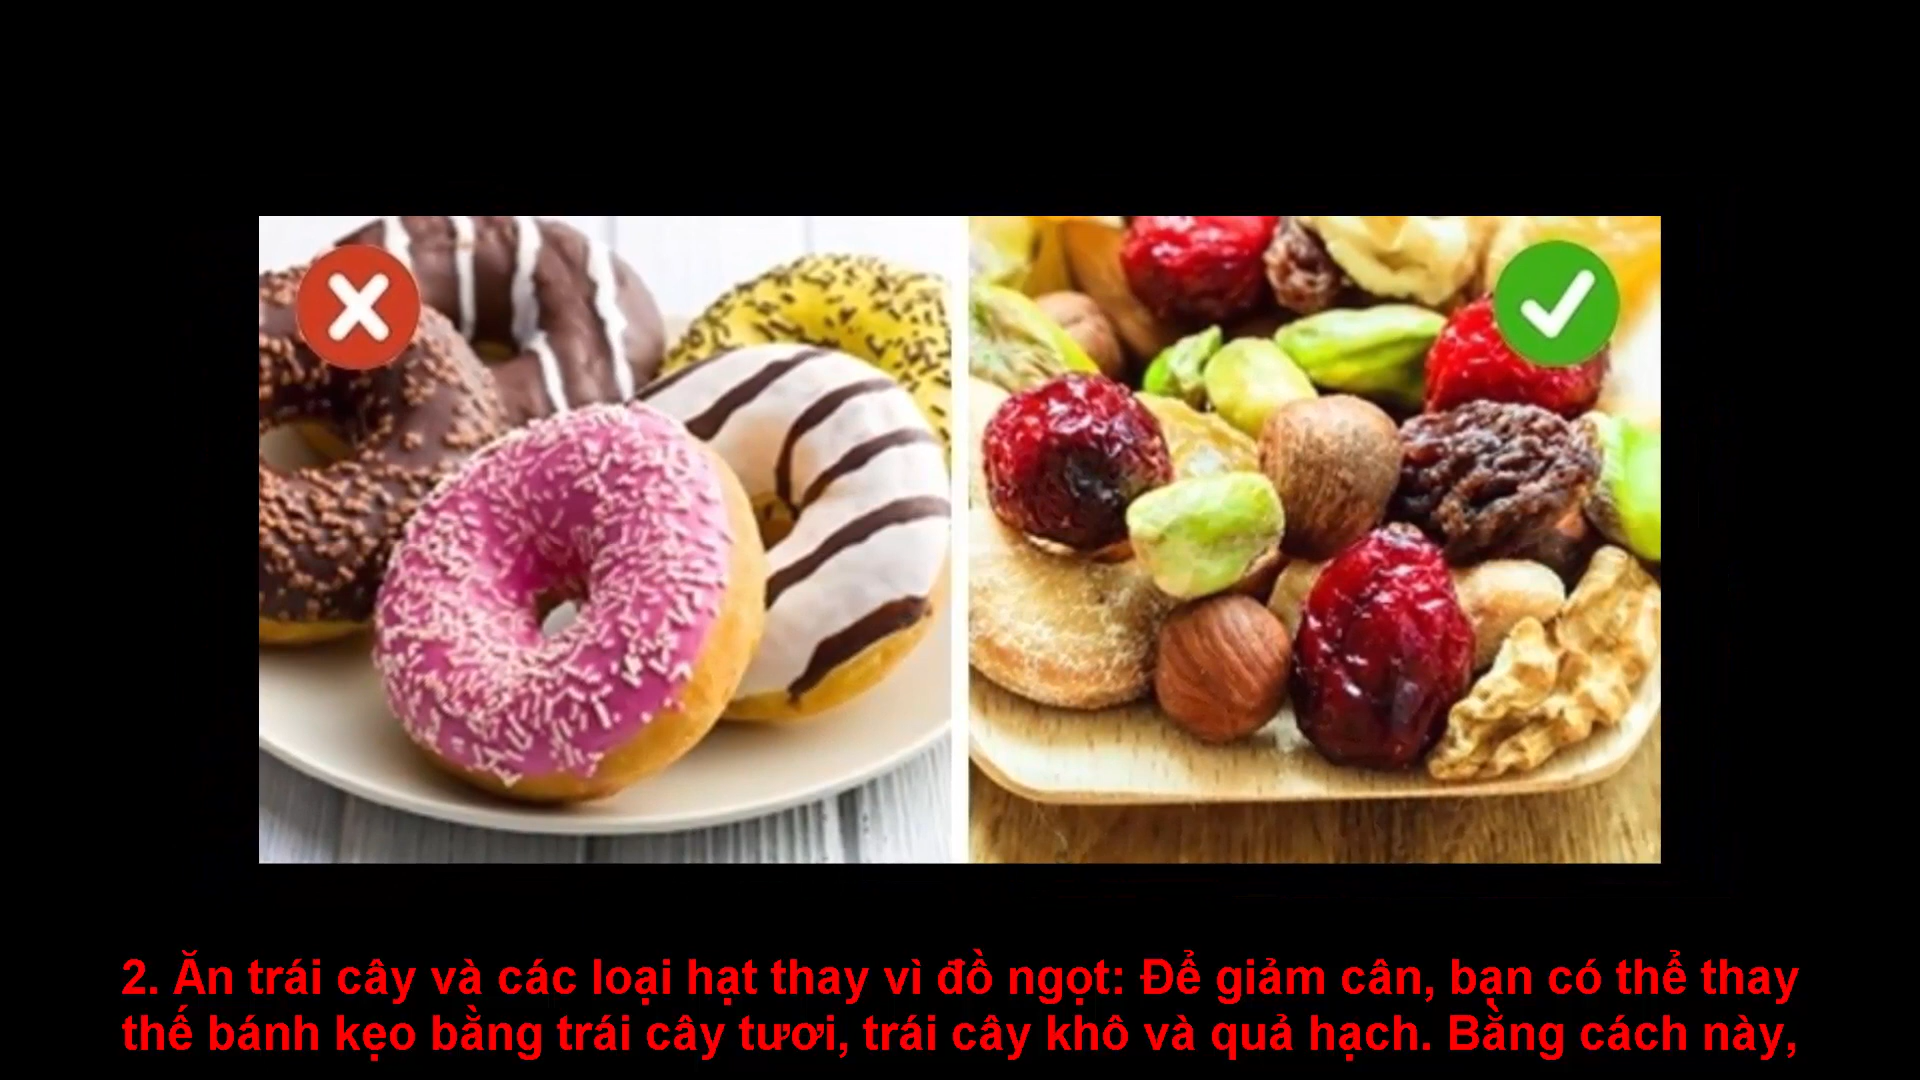 2. Ăn trái cây và các loại hạt thay vì đồ ngọt: Để giảm cân, bạn có thể thay
thế bánh kẹo bằng trái cây tươi, trái cây khô và quả hạch. Bằng cách này,